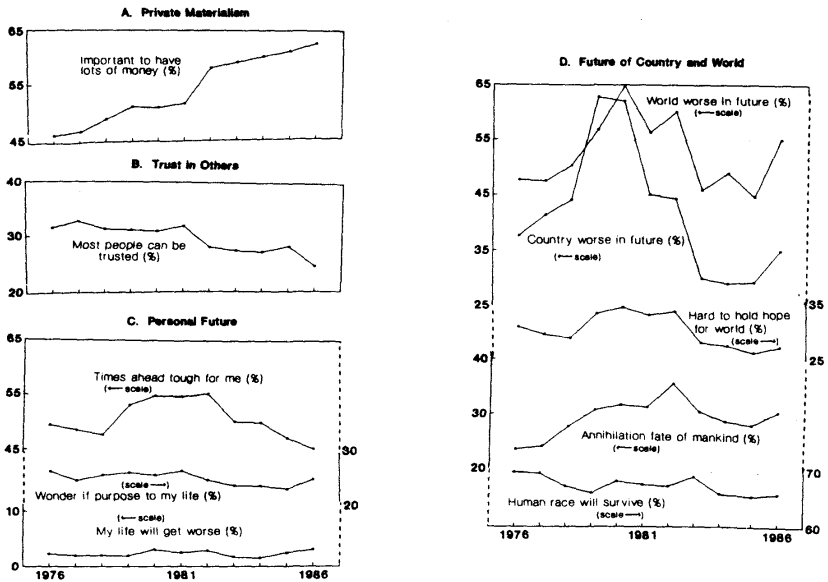 A. Private Materialism
65
55
45
Important to have
lots of money (%)
B. Trust in Others
40
30
20
Most people can be
trusted (%)
C. Personal Future
65
55
45
10
0
30
20
Times ahead tough for me (%)
(←scale)
(scale→)
Wonder if purpose to my life (%)
(←scale)
My life will get worse (%)
1976
1981
1986
D. Future of Country and World
65
55
45
35
25
40
30
20
35
25
70
60
World worse in future (%)
(←scale)
Country worse in future (%)
(←scale)
Hard to hold hope
for world (%)
(scale→)
Annihilation fate of mankind (%)
(←scale)
Human race will survive (%)
(scale→)
1976
1981
1986